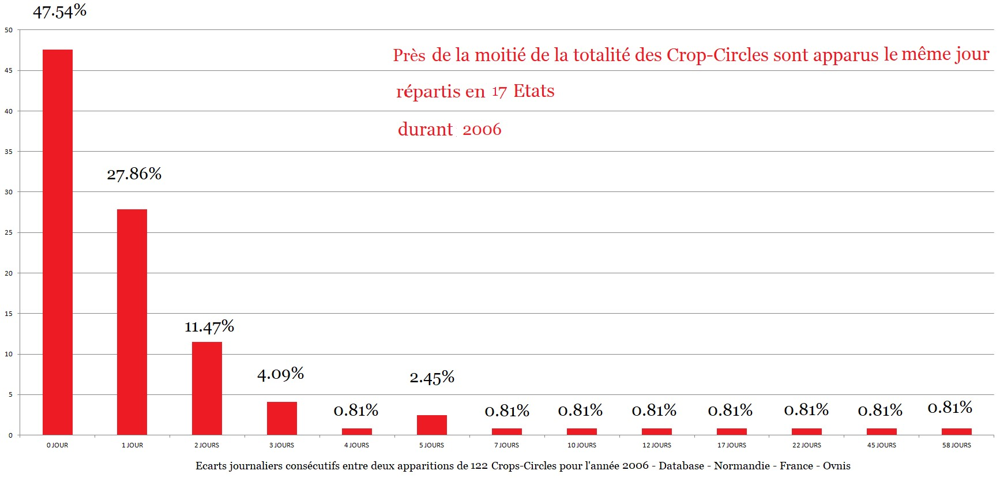 47.54%
50
Près de la moitié de la totalité des Crop-Circles sont apparus le même jour
45
répartis en 17 Etats
40
durant 2006
35
27.86%
30
25
20
15
11.47%
10
4.09%
2.45%
5
0.81%
0.81%
0.81%
0.81%
0.81%
0.81%
0.81%
0.81%
0
0 JOUR
1 JOUR
2 JOURS
3 JOURS
4 JOURS
5 JOURS
7 JOURS
10 JOURS
12 JOURS
17 JOURS
22 JOURS
45 JOURS
58 JOURS
Ecarts journaliers consécutifs entre deux apparitions de 122 Crops-Circles pour l'année 2006 - Database - Normandie - France - Ovnis